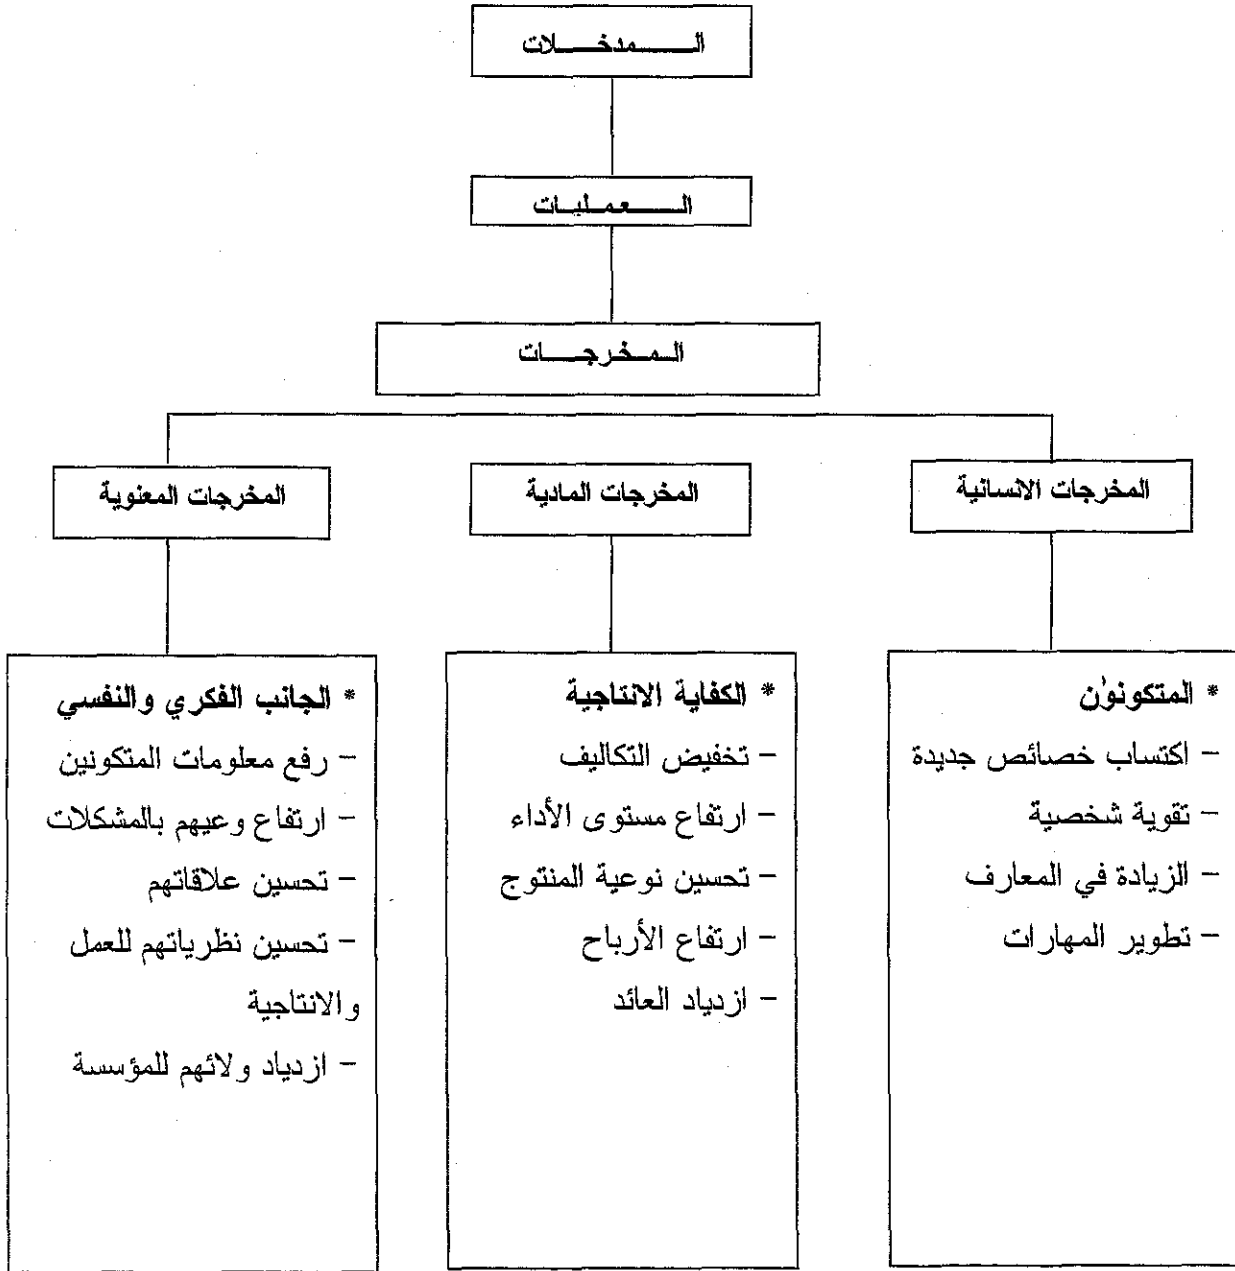 المدخلات
العمليات
المخرجات
المخرجات الانسانية
المخرجات المادية
المخرجات المعنوية
* المتكونون
- اكتساب خصائص جديدة
- تقوية شخصية
- الزيادة في المعارف
- تطوير المهارات
* الكفاية الانتاجية
- تخفيض التكاليف
- ارتفاع مستوى الأداء
- تحسين نوعية المنتوج
- ارتفاع الأرباح
- ازدياد العائد
* الجانب الفكري والنفسي
- رفع معلومات المتكونين
- ارتفاع وعيهم بالمشكلات
- تحسين علاقاتهم
- تحسين نظرياتهم للعمل
والانتاجية
- ازدياد ولائهم للمؤسسة